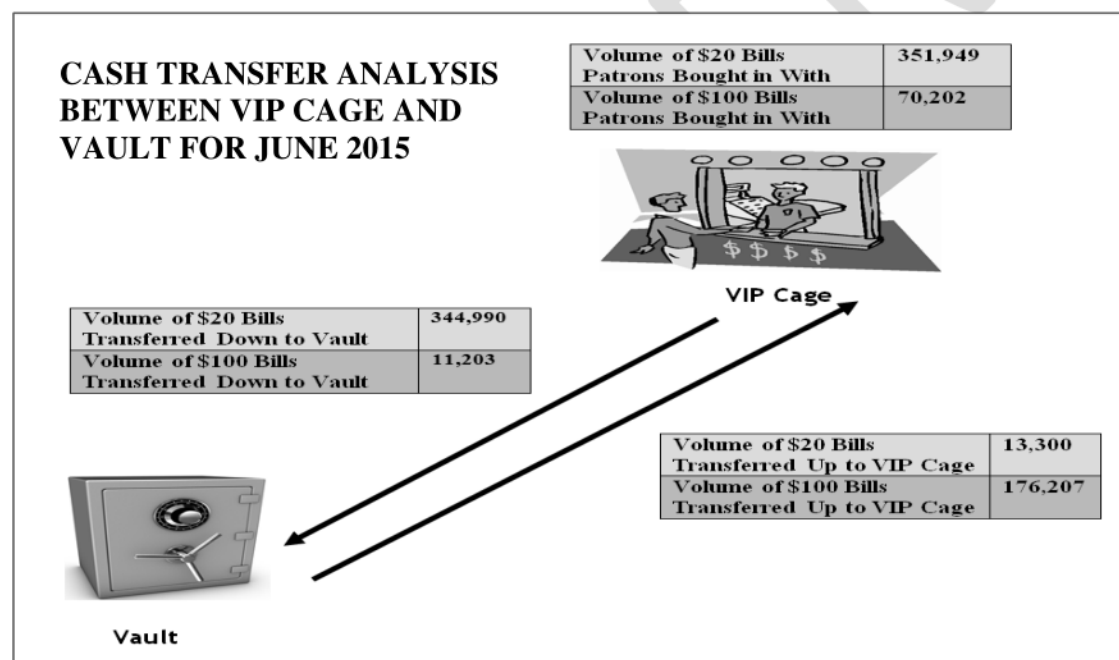 CASH TRANSFER ANALYSIS
BETWEEN VIP CAGE AND
VAULT FOR JUNE 2015
Volume of $20 Bills 351,949
Patrons Bought in With
Volume of $100 Bills 70,202
Patrons Bought in With
$ $ $ $
VIP Cage
Volume of $20 Bills 344,990
Transferred Down to Vault
Volume of $100 Bills 11,203
Transferred Down to Vault
Volume of $20 Bills 13,300
Transferred Up to VIP Cage
Volume of $100 Bills 176,207
Transferred Up to VIP Cage
Vault